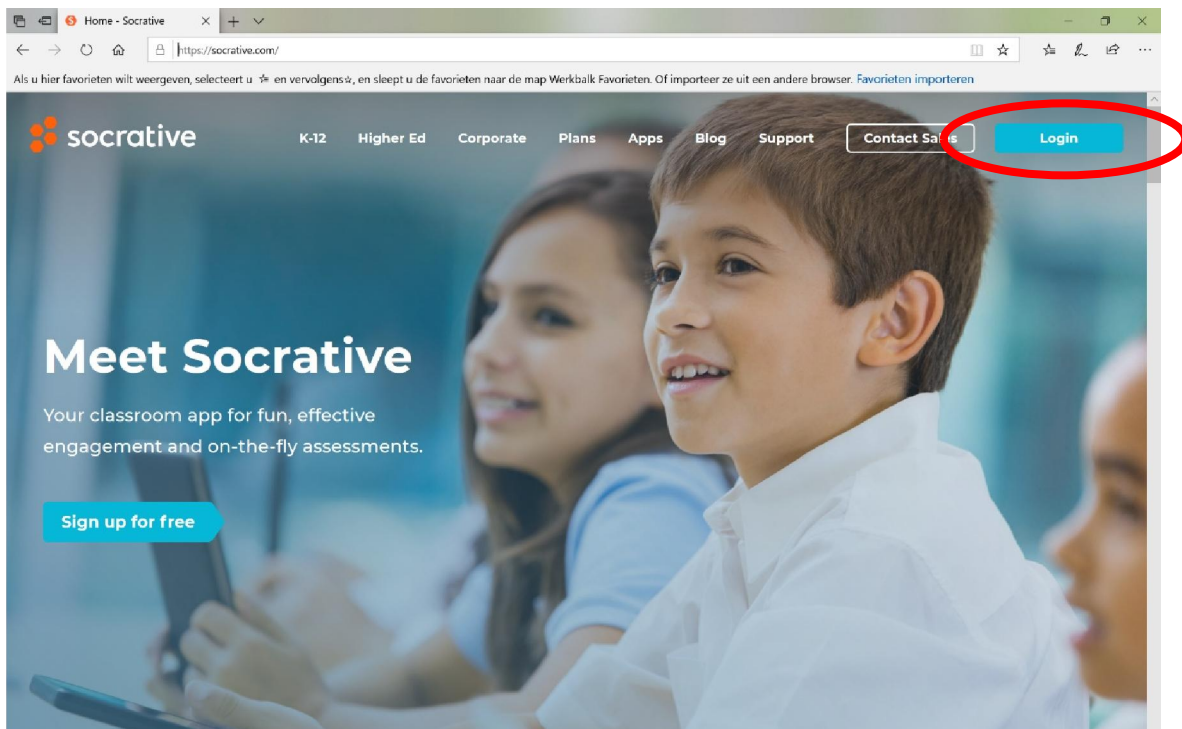 Home - Socrative
https://socrative.com/
Als u hier favorieten wilt weergeven, selecteert u en vervolgens, en sleept u de favorieten naar de map Werkbalk Favorieten. Of importeer ze uit een andere browser. Favorieten importeren
socrative K-12 Higher Ed Corporate Plans Apps Blog Support Contact Sales Login
Meet Socrative
Your classroom app for fun, effective
engagement and on-the-fly assessments.
Sign up for free